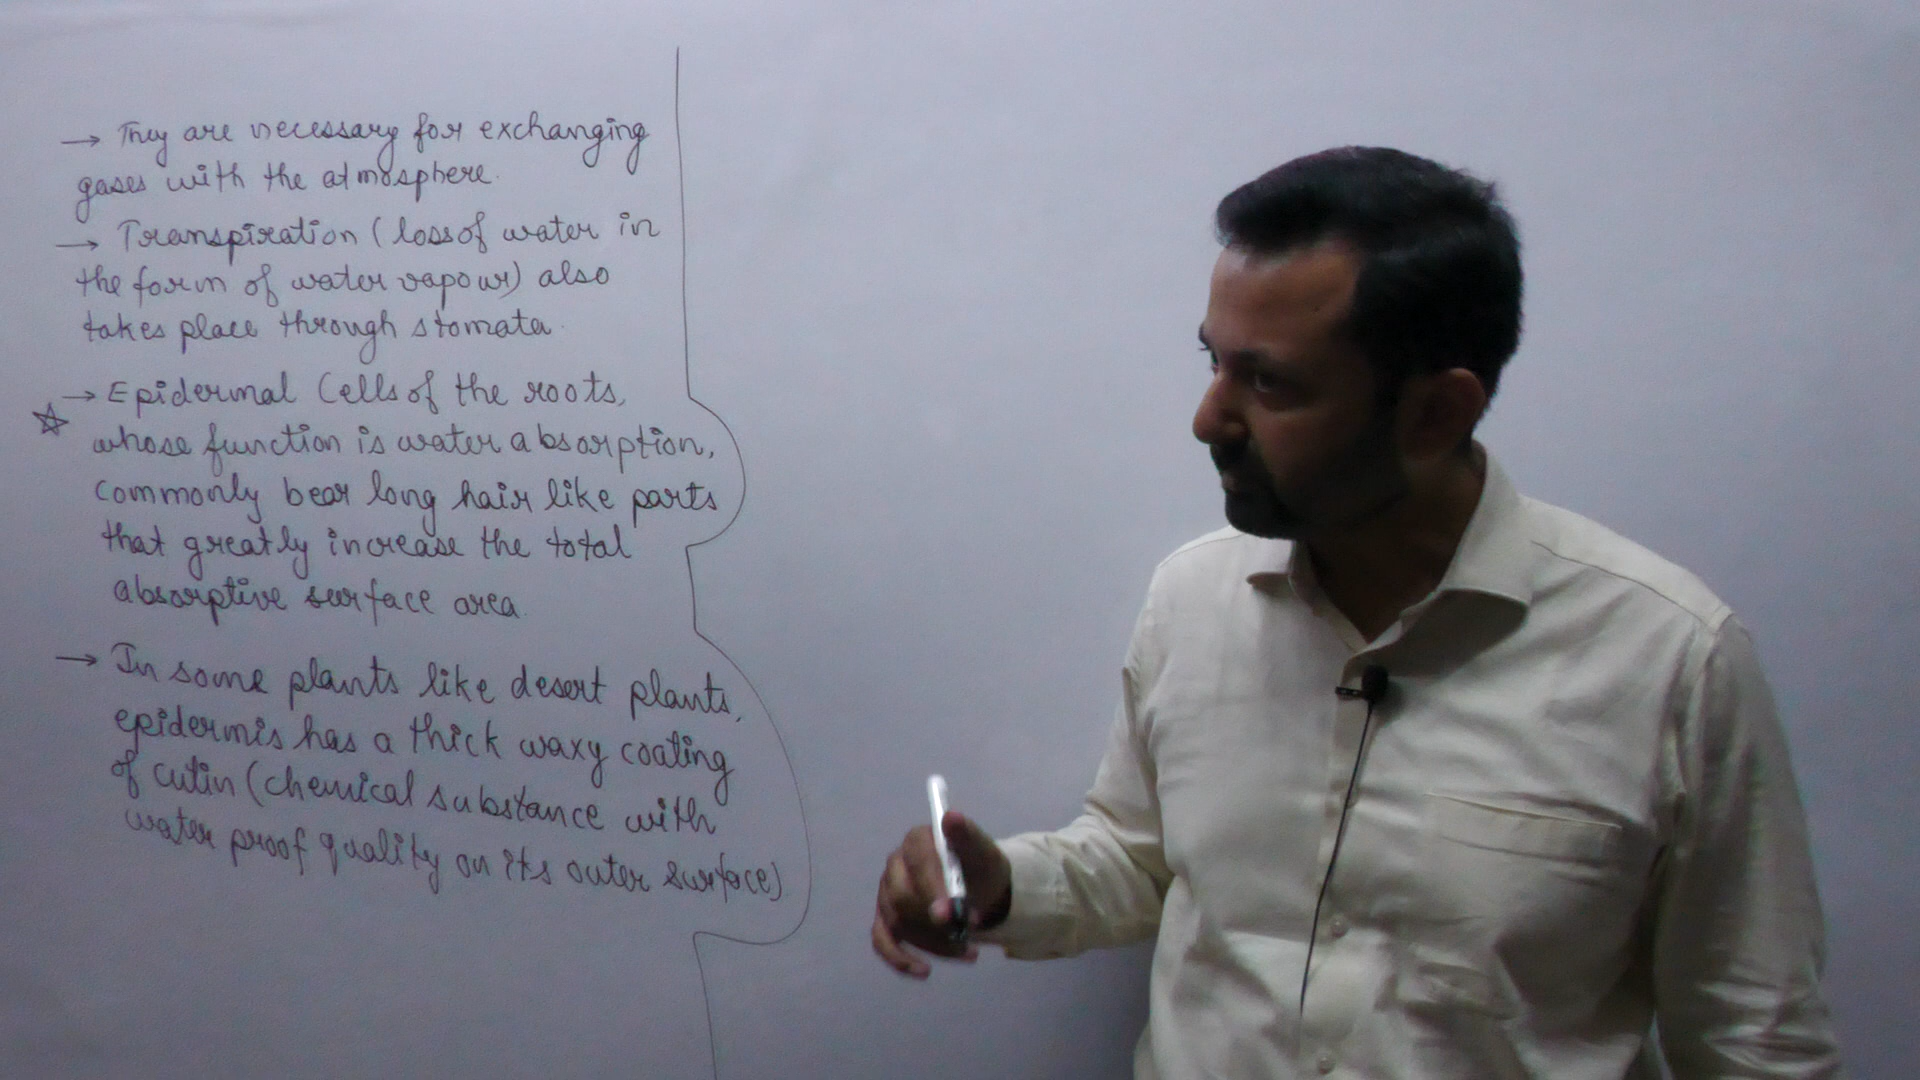 → They are necessary for exchanging
gases with the atmosphere.
→ Transpiration (loss of water in
the form of water vapour) also
takes place through stomata.
→ Epidermal Cells of the roots,
whose function is water absorption,
commonly bear long hair like parts
that greatly increase the total
absorptive surface area.
→ In some plants like desert plants,
epidermis has a thick waxy coating
of cutin (chemical substance with
water proof quality on its outer surface)